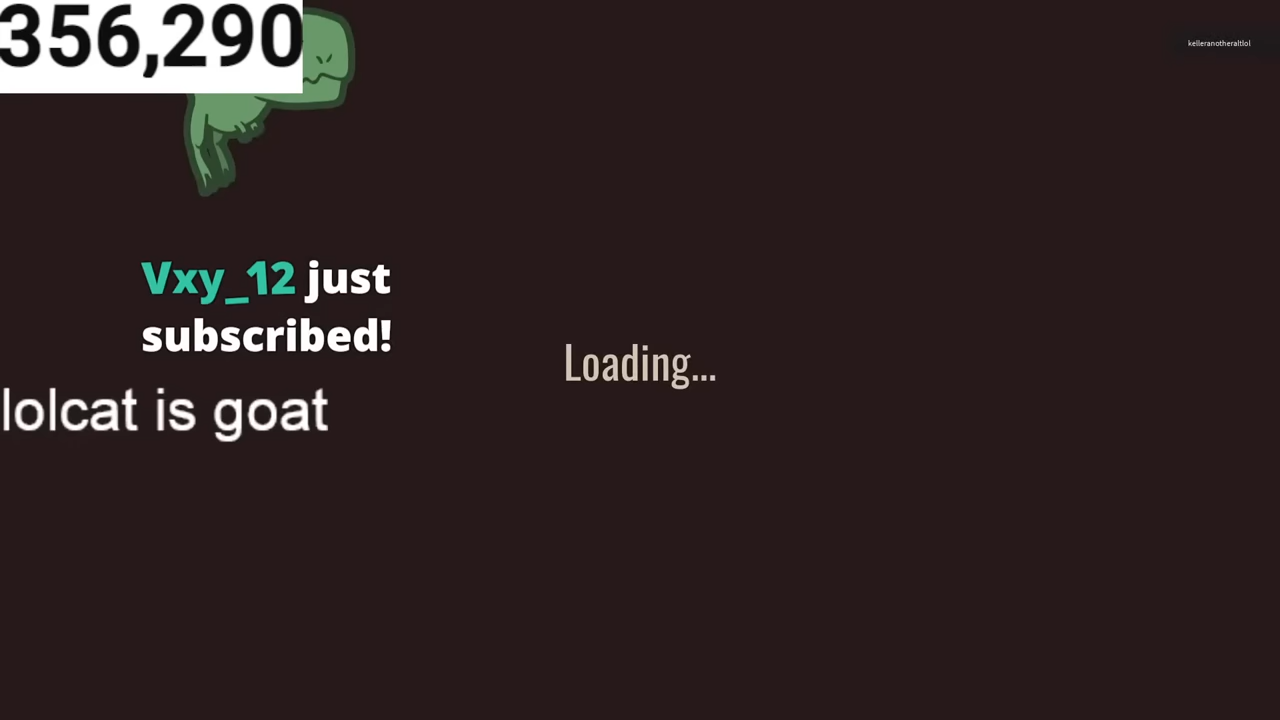 356,290
kelleranotheraltlol
Vxy_12 just
subscribed!
Loading...
lolcat is goat